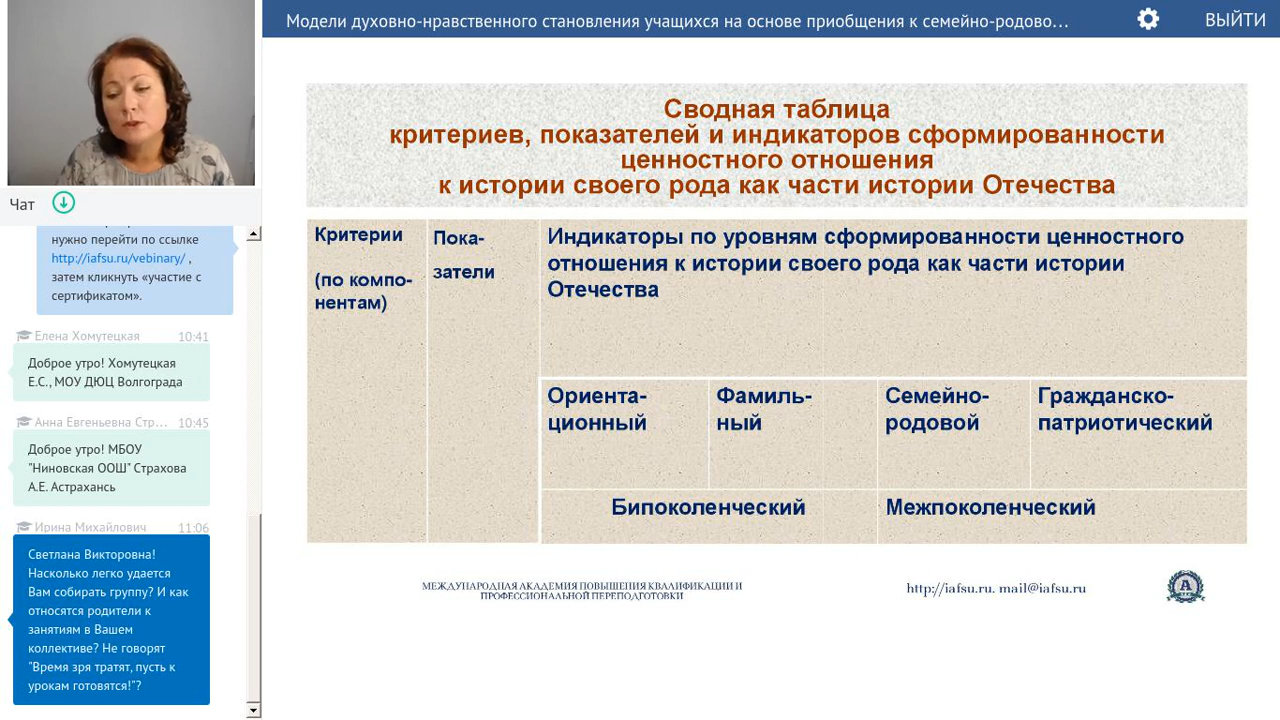 Модели духовно-нравственного становления учащихся на основе приобщения к семейно-родово...
ВЫЙТИ
Чат
нужно перейти по ссылке
http://iafsu.ru/vebinary/ ,
затем кликнуть «участие с
сертификатом».
Елена Хомутецкая 10:41
Доброе утро! Хомутецкая
Е.С., МОУ ДЮЦ Волгограда
Анна Евгеньевна Стр... 10:45
Доброе утро! МБОУ
"Ниновская ООШ" Страхова
А.Е. Астрахансь
Ирина Михайлович 11:06
Светлана Викторовна!
Насколько легко удается
Вам собирать группу? И как
относятся родители к
занятиям в Вашем
коллективе? Не говорят
"Время зря тратят, пусть к
урокам готовятся!"?
Сводная таблица
критериев, показателей и индикаторов сформированности
ценностного отношения
к истории своего рода как части истории Отечества
Критерии
(по компо-
нентам)
Пока-
затели
Индикаторы по уровням сформированности ценностного
отношения к истории своего рода как части истории
Отечества
Ориента-
ционный
Фамиль-
ный
Семейно-
родовой
Гражданско-
патриотический
Бипоколенческий
Межпоколенческий
МЕЖДУНАРОДНАЯ АКАДЕМИЯ ПОВЫШЕНИЯ КВАЛИФИКАЦИИ И
ПРОФЕССИОНАЛЬНОЙ ПЕРЕПОДГОТОВКИ
http://iafsu.ru. mail@iafsu.ru